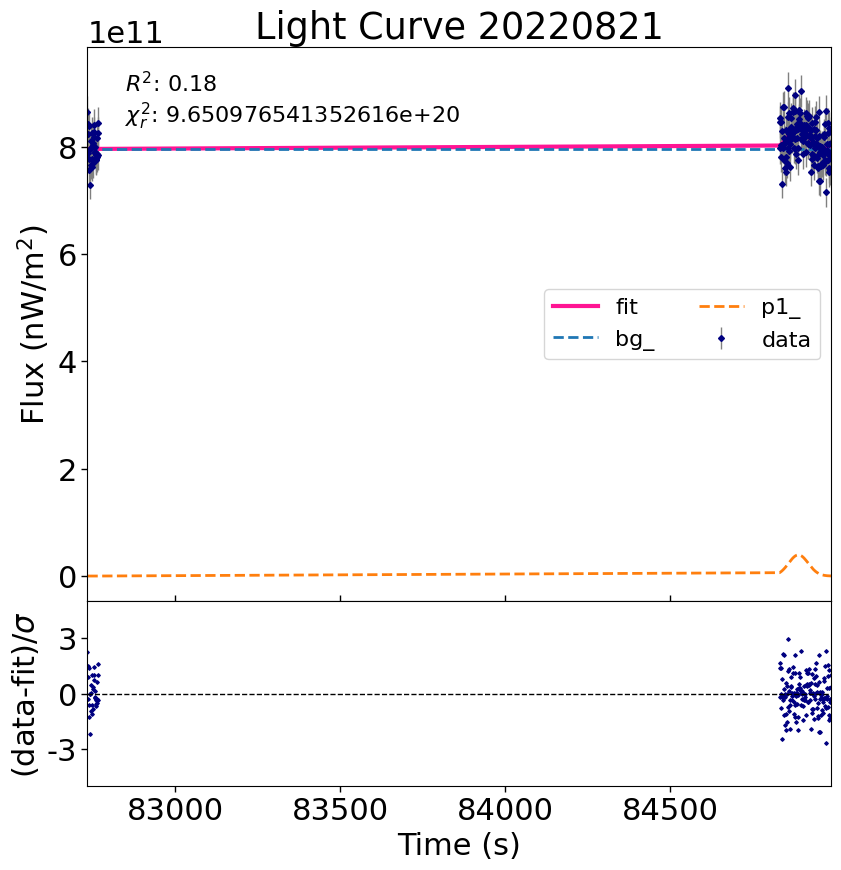 Light Curve 20220821
1e11
R²: 0.18
χ²ᵣ: 9.650976541352616e+20
8
6
4
2
0
Flux (nW/m²)
fit
bg_
p1_
data
3
0
-3
(data-fit)/σ
83000 83500 84000 84500
Time (s)